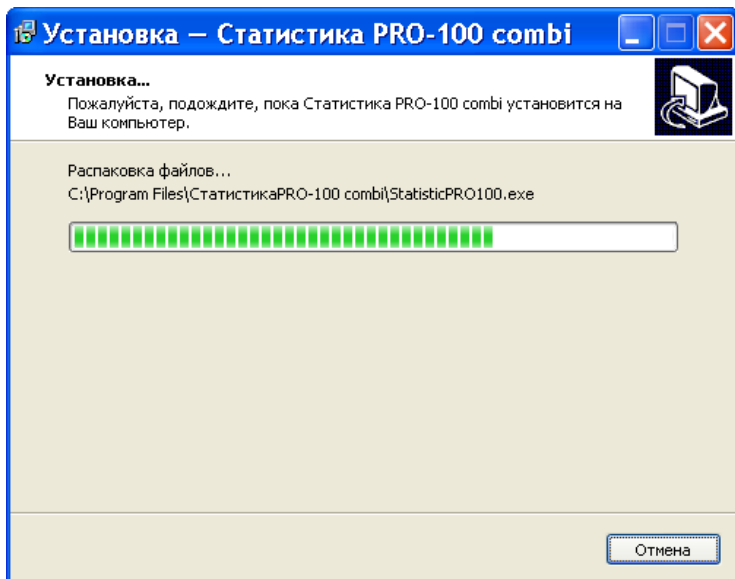 Установка — Статистика PRO-100 combi
Установка...
Пожалуйста, подождите, пока Статистика PRO-100 combi установится на
Ваш компьютер.
Распаковка файлов...
C:\Program Files\СтатистикаPRO-100 combi\StatisticPRO100.exe
Отмена